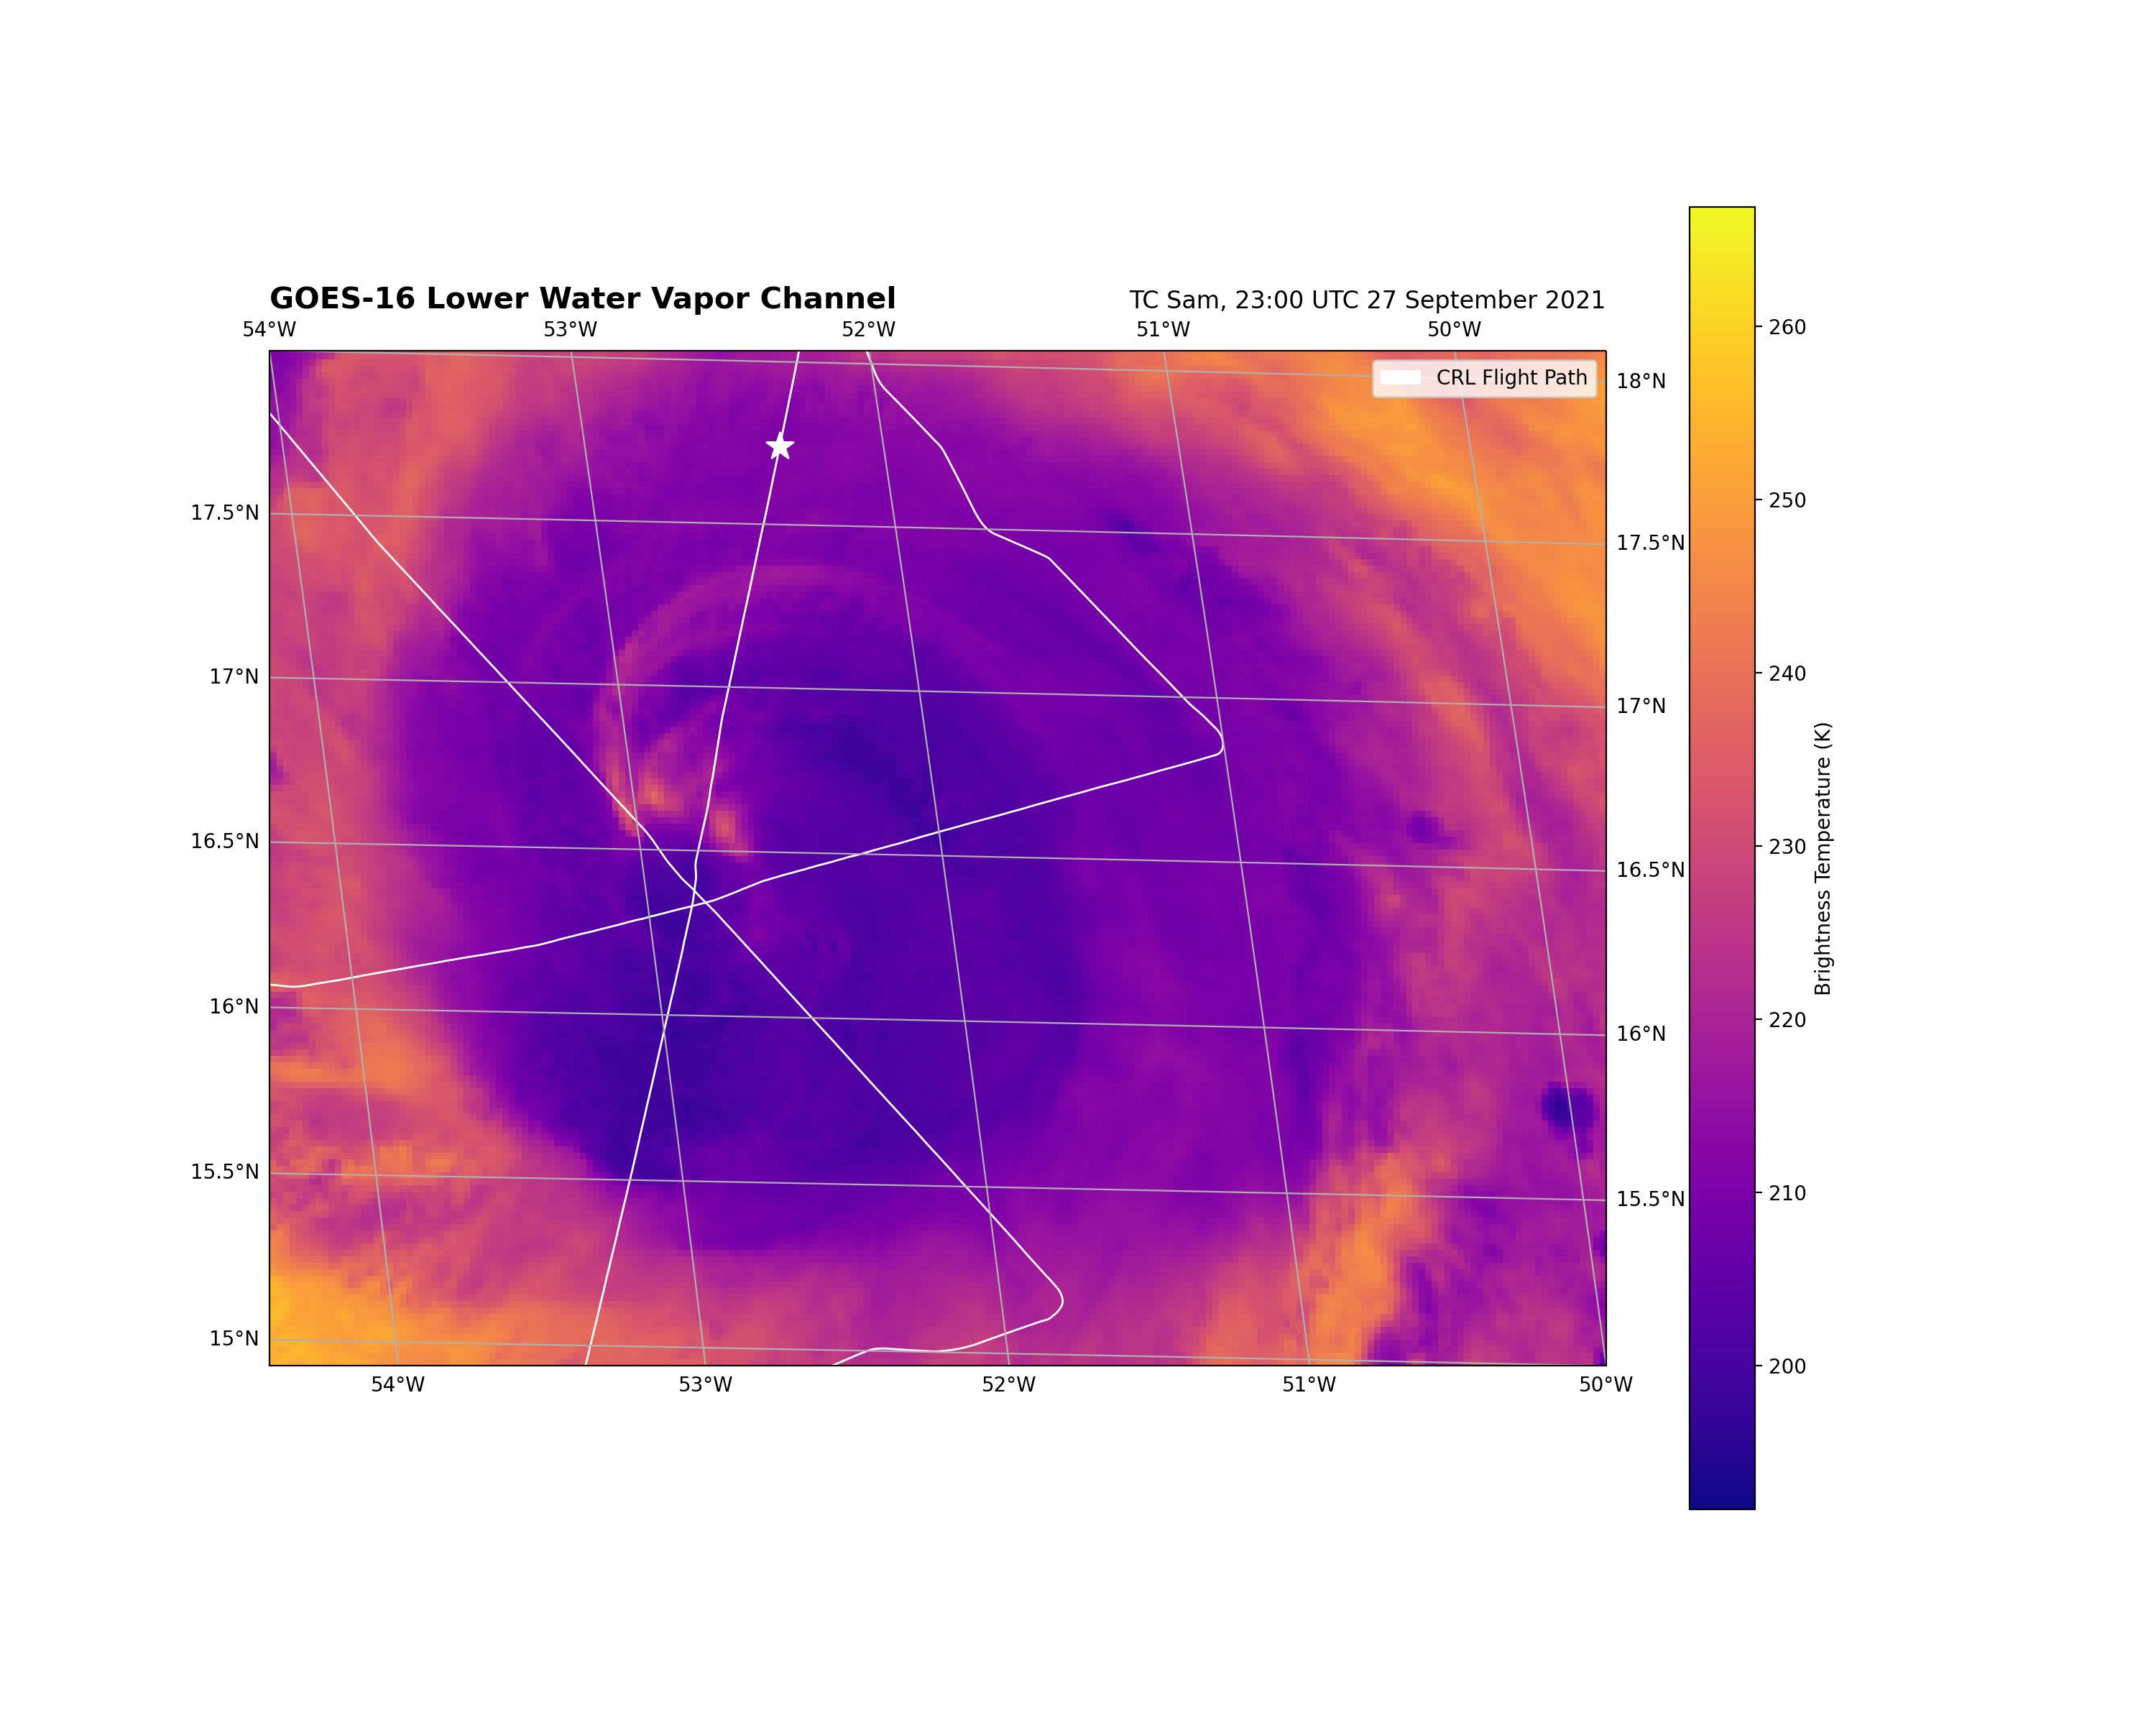 GOES-16 Lower Water Vapor Channel
TC Sam, 23:00 UTC 27 September 2021
54°W 53°W 52°W 51°W 50°W
CRL Flight Path
18°N
17.5°N
17.5°N
17°N
17°N
16.5°N
16.5°N
16°N
16°N
15.5°N
15.5°N
15°N
54°W 53°W 52°W 51°W 50°W
260
250
240
230
220
210
200
Brightness Temperature (K)